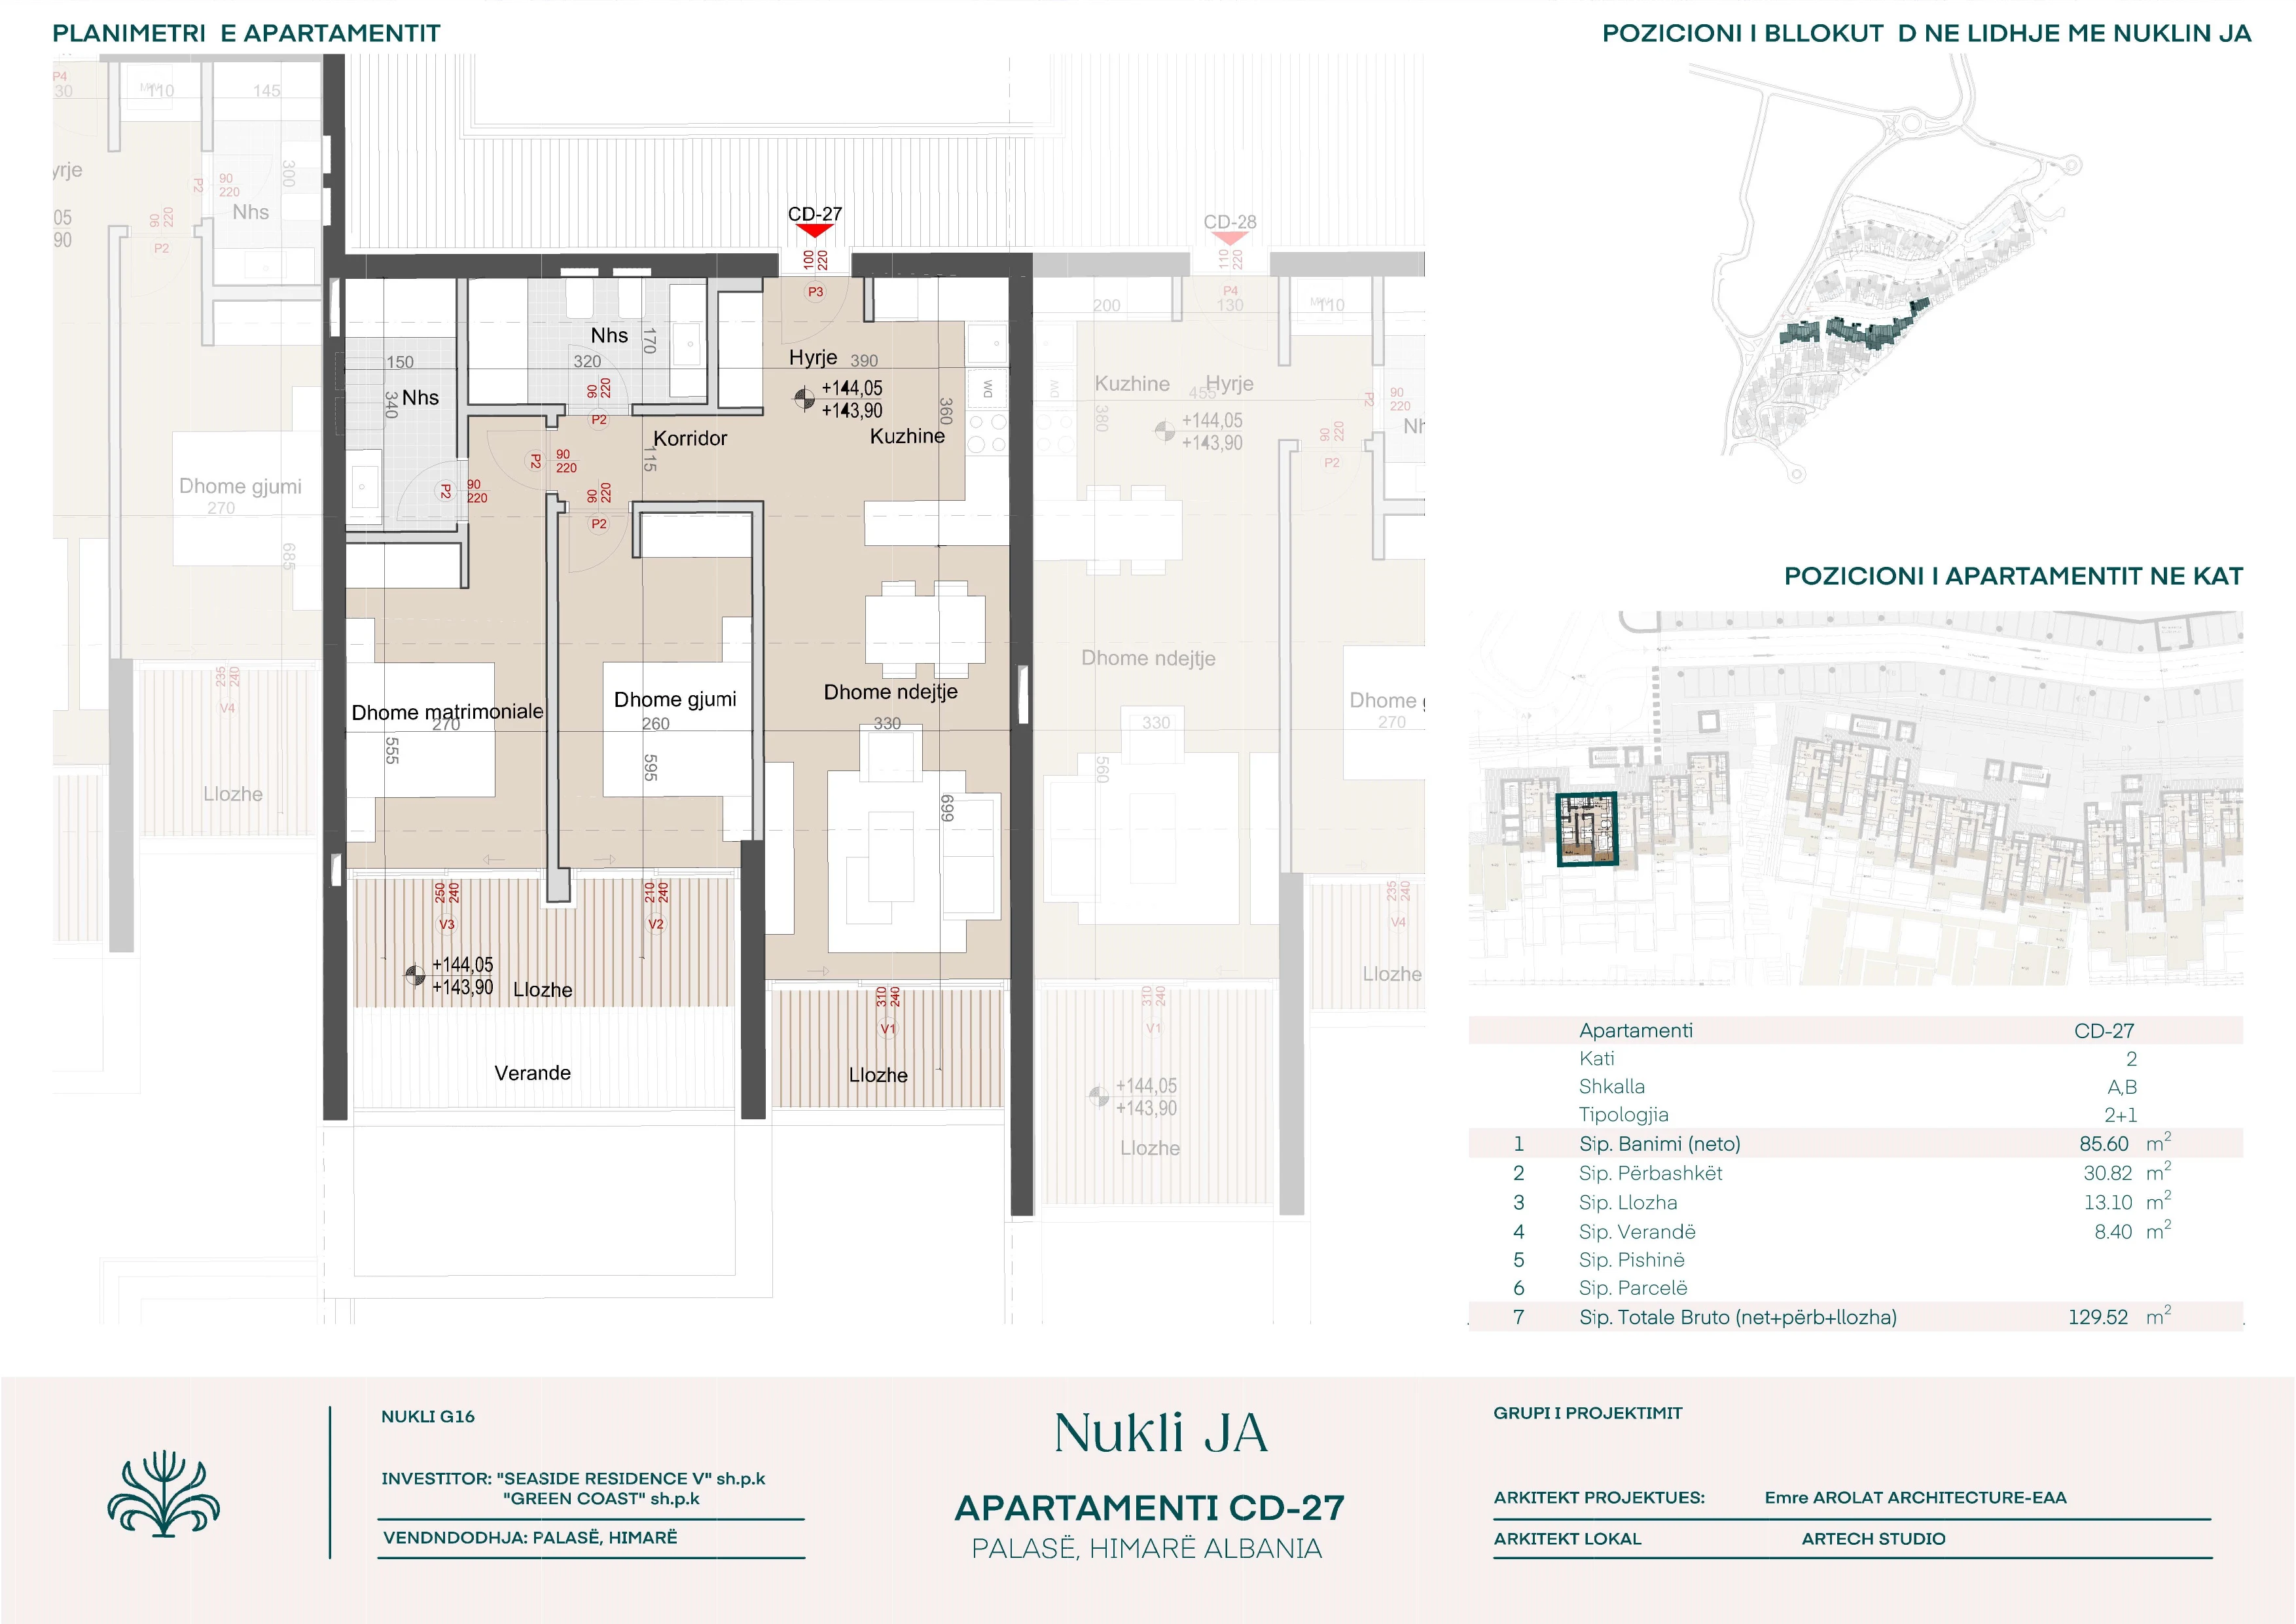 PLANIMETRI E APARTAMENTIT
POZICIONI I BLLOKUT D NE LIDHJE ME NUKLIN JA
P4
30
110
145
yrje
05
90
90
220
P2
300
Nhs
90
220
P2
Dhome gjumi
270
685
235
240
V4
Llozhe
CD-27
100
220
P3
CD-28
110
220
P4
200
130
110
150
340
Nhs
Nhs
170
320
90
220
P2
Hyrje
390
+144,05
+143,90
360
DW
Kuzhine
Korridor
115
P2
90
220
P2
90
220
90
220
P2
Kuzhine
Hyrje
455
DW
380
+144,05
+143,90
P2
90
220
90
220
P2
Nh
Dhome matrimoniale
270
555
Dhome gjumi
260
595
Dhome ndejtje
330
669
Dhome ndejtje
330
560
Dhome g
270
250
240
V3
210
240
V2
+144,05
+143,90
Llozhe
Verande
310
240
V1
Llozhe
310
240
V1
+144,05
+143,90
Llozhe
235
240
V4
Llozhe
POZICIONI I APARTAMENTIT NE KAT
Apartamenti CD-27
Kati 2
Shkalla A,B
Tipologjia 2+1
1 Sip. Banimi (neto) 85.60 m²
2 Sip. Përbashkët 30.82 m²
3 Sip. Llozha 13.10 m²
4 Sip. Verandë 8.40 m²
5 Sip. Pishinë
6 Sip. Parcelë
7 Sip. Totale Bruto (net+përb+llozha) 129.52 m²
NUKLI G16
INVESTITOR: "SEASIDE RESIDENCE V" sh.p.k
"GREEN COAST" sh.p.k
VENDNDODHJA: PALASË, HIMARË
Nukli JA
APARTAMENTI CD-27
PALASË, HIMARË ALBANIA
GRUPI I PROJEKTIMIT
ARKITEKT PROJEKTUES: Emre AROLAT ARCHITECTURE-EAA
ARKITEKT LOKAL ARTECH STUDIO